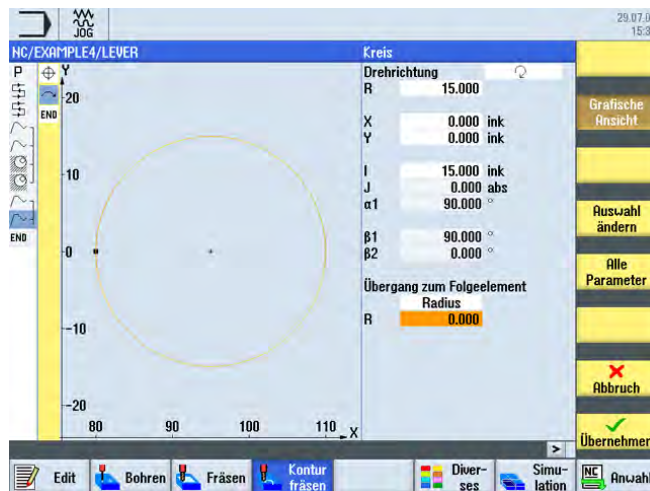 JOG
29.07.0
15:3
NC/EXAMPLE4/LEVER
Kreis
P
END
END
Y
20
10
0
-10
-20
80 90 100 110 X
Drehrichtung
R 15.000
X 0.000 ink
Y 0.000 ink
I 15.000 ink
J 0.000 abs
α1 90.000 °
β1 90.000 °
β2 0.000 °
Übergang zum Folgeelement
Radius
R 0.000
Grafische
Ansicht
Auswahl
ändern
Alle
Parameter
Abbruch
Übernehmen
>
Edit
Bohren
Fräsen
Kontur
fräsen
Diver-
ses
Simu-
lation
NC
Anwahl